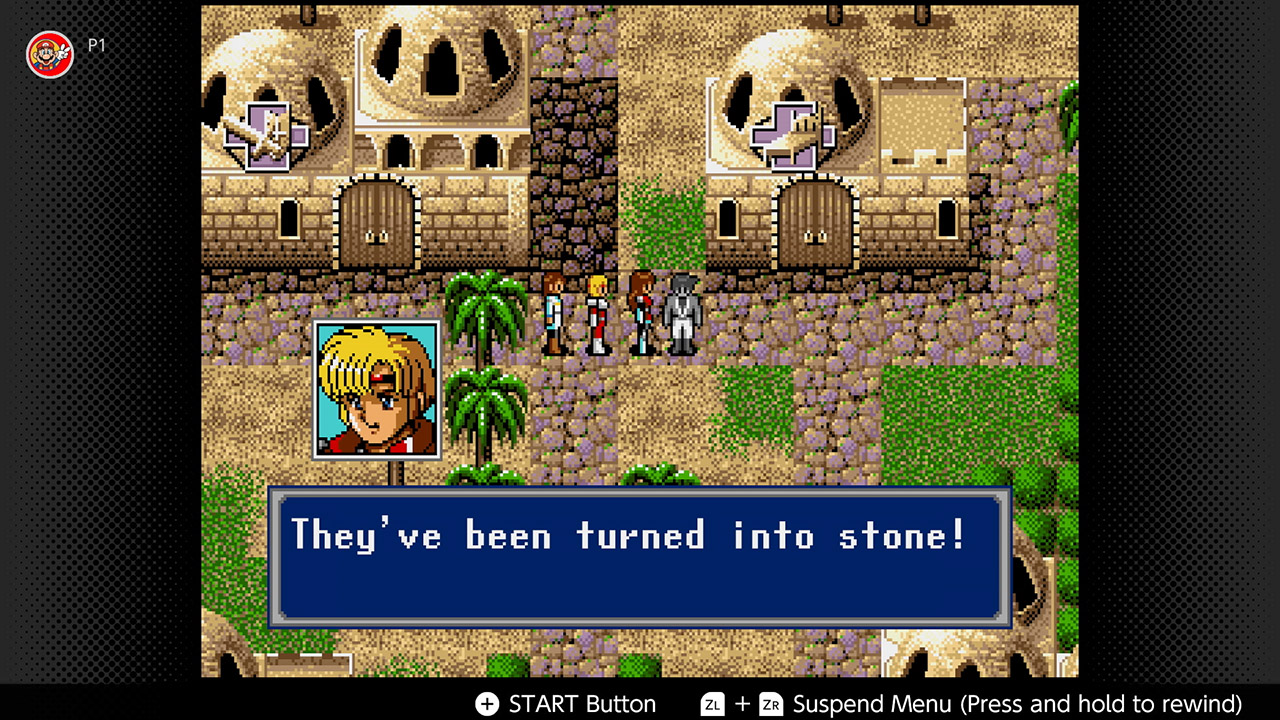 P1
They've been turned into stone!
+ START Button ZL + ZR Suspend Menu (Press and hold to rewind)